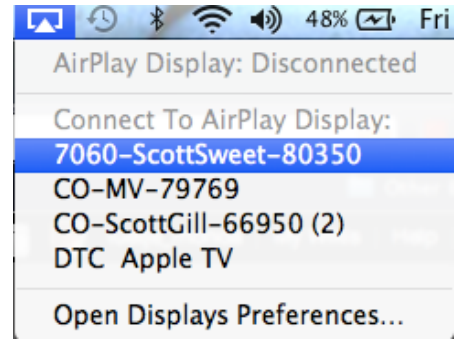 48% Fri
AirPlay Display: Disconnected
Connect To AirPlay Display:
7060-ScottSweet-80350
CO-MV-79769
CO-ScottGill-66950 (2)
DTC Apple TV
Open Displays Preferences...